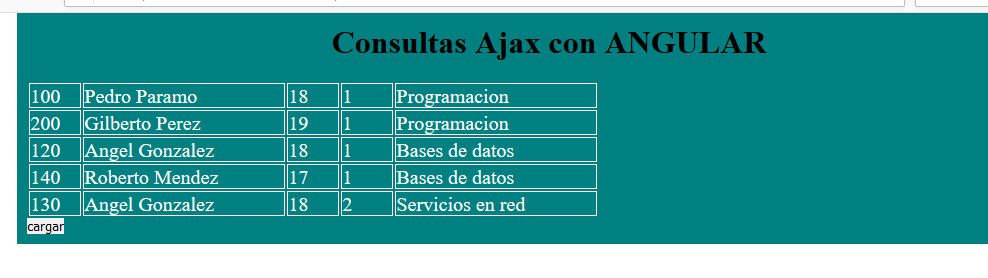 Consultas Ajax con ANGULAR
100 Pedro Paramo 18 1 Programacion
200 Gilberto Perez 19 1 Programacion
120 Angel Gonzalez 18 1 Bases de datos
140 Roberto Mendez 17 1 Bases de datos
130 Angel Gonzalez 18 2 Servicios en red
cargar